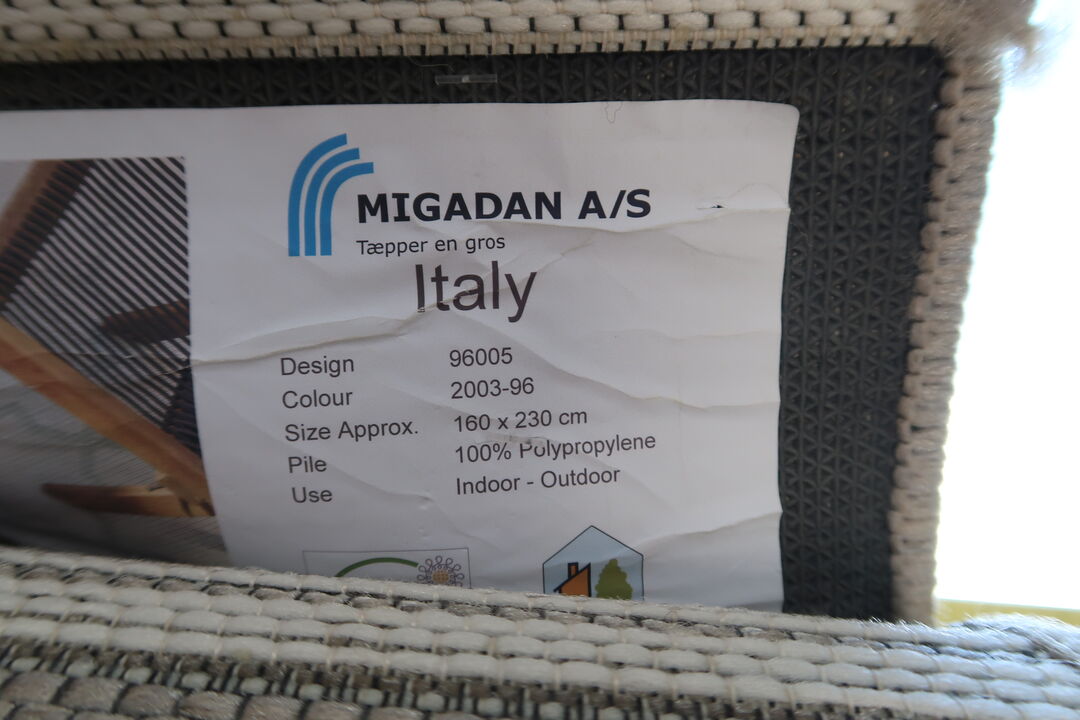 MIGADAN A/S
Tæpper en gros
Italy
Design 96005
Colour 2003-96
Size Approx. 160 x 230 cm
Pile 100% Polypropylene
Use Indoor - Outdoor